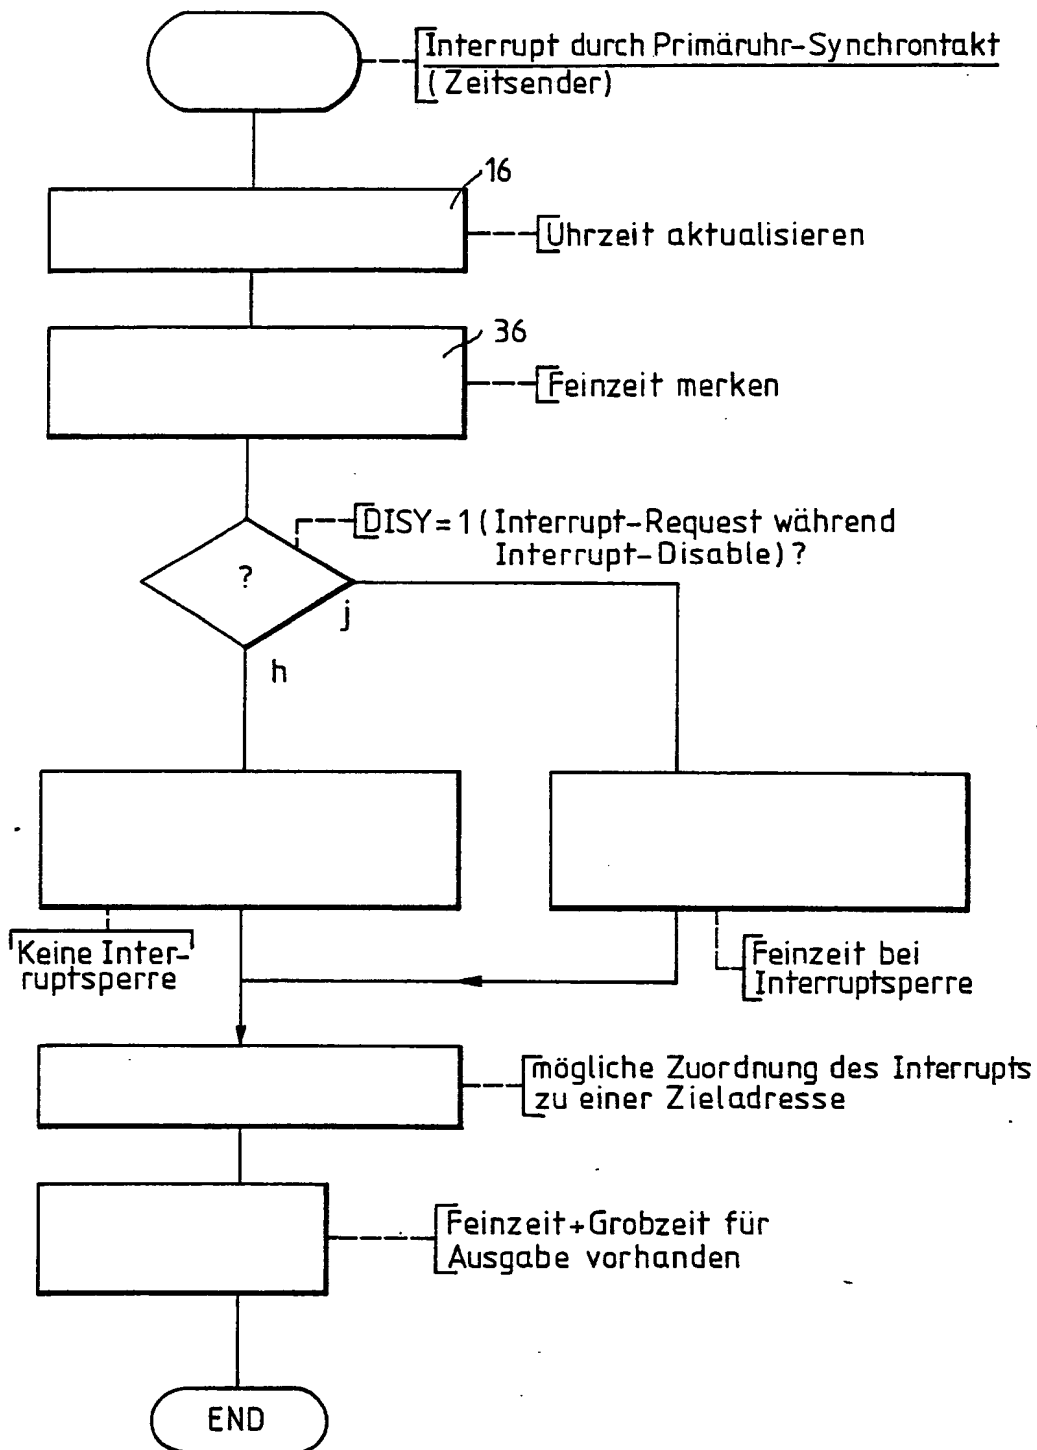 Interrupt durch Primäruhr-Synchrontakt
(Zeitsender)
16
Uhrzeit aktualisieren
36
Feinzeit merken
DISY=1 (Interrupt-Request während
Interrupt-Disable)?
?
j
h
Keine Inter-
ruptsperre
Feinzeit bei
Interruptsperre
mögliche Zuordnung des Interrupts
zu einer Zieladresse
Feinzeit+Grobzeit für
Ausgabe vorhanden
END